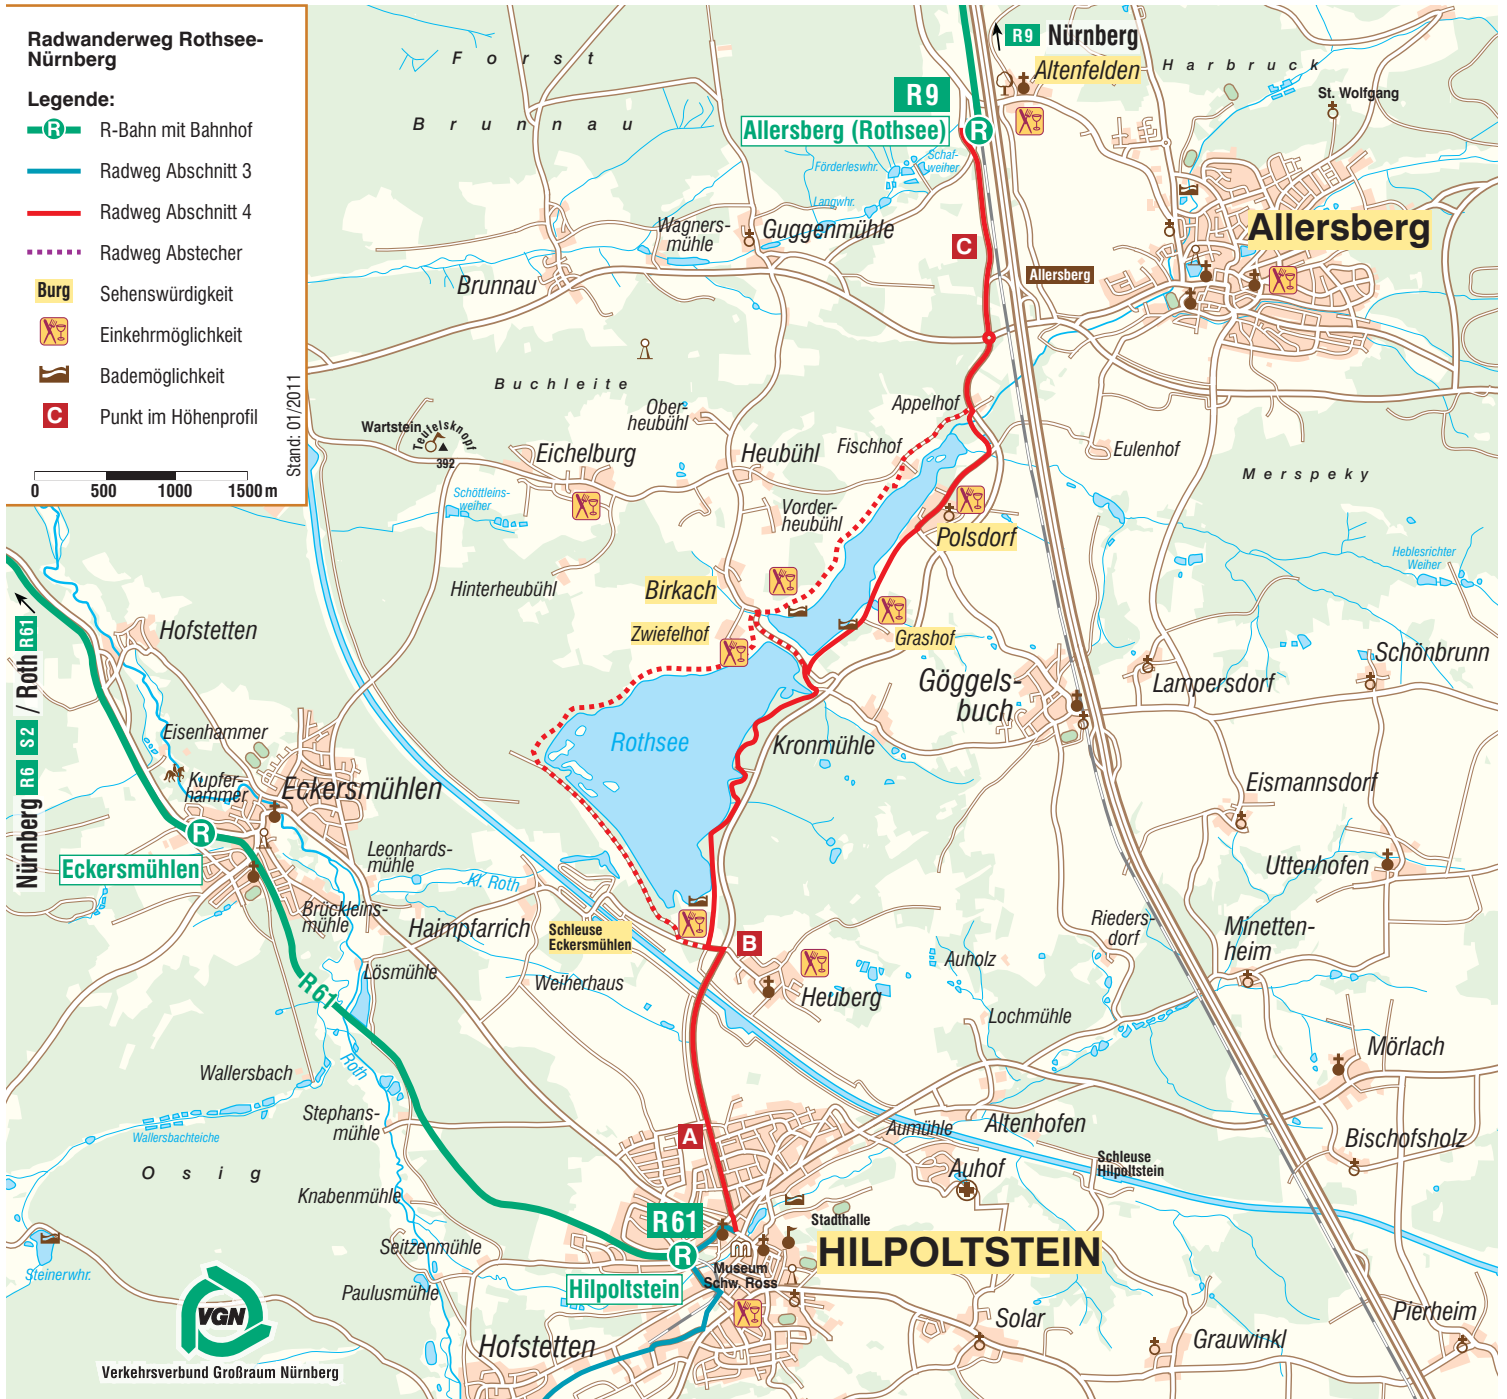 Radwanderweg Rothsee-
Nürnberg
Legende:
R
R-Bahn mit Bahnhof
Radweg Abschnitt 3
Radweg Abschnitt 4
Radweg Abstecher
Burg
Sehenswürdigkeit
Einkehrmöglichkeit
Bademöglichkeit
C
Punkt im Höhenprofil
0 500 1000 1500 m
Stand: 01/2011
Forst
Brunnau
R9 Nürnberg
Altenfelden
Harbruck
St. Wolfgang
R9
Allersberg (Rothsee)
R
Förderleswhr.
Schaf-
weiher
Langwhr.
Wagners-
mühle
Guggenmühle
C
Allersberg
Allersberg
Brunnau
Buchleite
Ober-
heubühl
Appelhof
Wartstein
Teufelsknopf
392
Eichelburg
Heubühl
Fischhof
Eulenhof
Merspeky
Schöttleins-
weiher
Vorder-
heubühl
Polsdorf
Heblesrichter
Weiher
Hinterheubühl
Birkach
Zwiefelhof
Grashof
Hofstetten
Nürnberg R6 S2 / Roth R61
Göggels-
buch
Lampersdorf
Schönbrunn
Eisenhammer
Rothsee
Kronmühle
Kupfer-
hammer
Eckersmühlen
Eismannsdorf
R
Eckersmühlen
Leonhards-
mühle
Kl. Roth
Uttenhofen
Brückleins-
mühle
Haimpfarrich
Schleuse
Eckersmühlen
B
Rieders-
dorf
Minetten-
heim
Lösmühle
Weiherhaus
Heuberg
Auholz
R61
Lochmühle
Roth
Mörlach
Wallersbach
Stephans-
mühle
Wallersbachteiche
A
Aumühle
Altenhofen
Bischofsholz
Osig
Auhof
Schleuse
Hilpoltstein
Knabenmühle
R61
Stadthalle
Seitzenmühle
R
HILPOLTSTEIN
Steinerwhr.
Museum
Schw. Ross
Hilpoltstein
Paulusmühle
VGN
Solar
Pierheim
Hofstetten
Grauwinkl
Verkehrsverbund Großraum Nürnberg